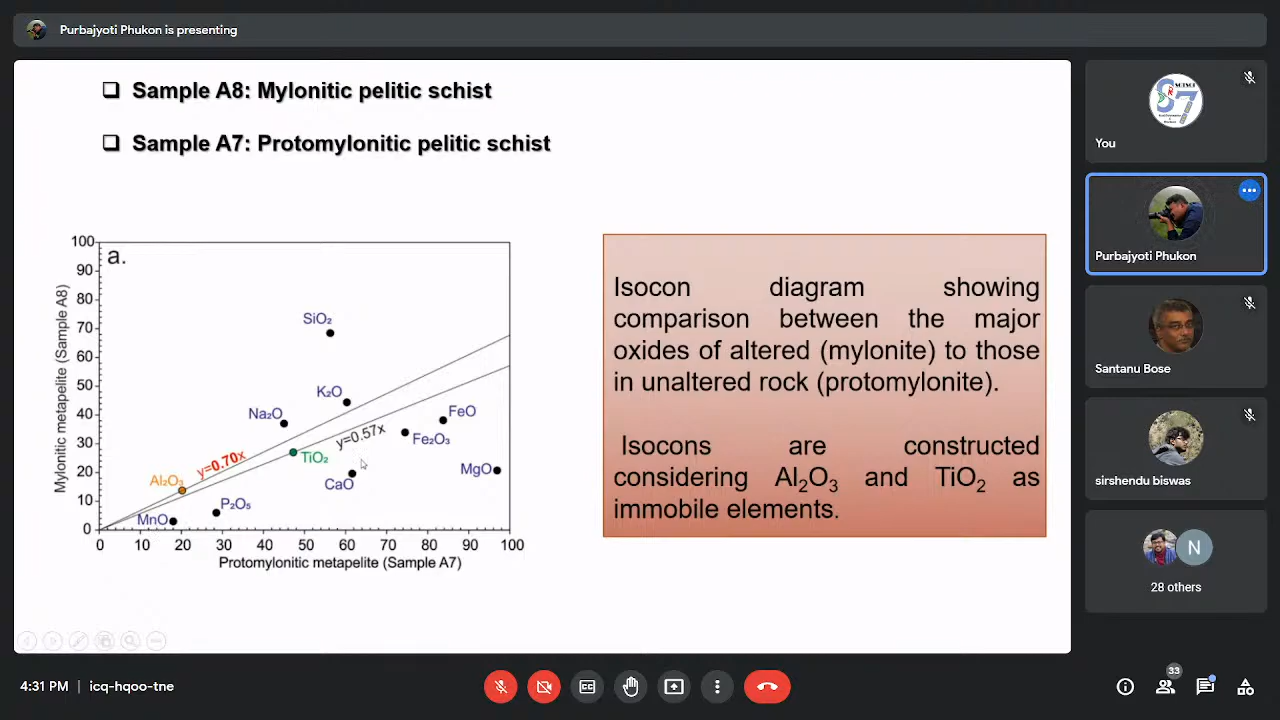 Purbajyoti Phukon is presenting
❑ Sample A8: Mylonitic pelitic schist
❑ Sample A7: Protomylonitic pelitic schist
a.
100
90
80
70
60
50
40
30
20
10
0
Mylonitic metapelite (Sample A8)
SiO₂
K₂O
Na₂O
FeO
y=0.57x
Fe₂O₃
TiO₂
y=0.70x
MgO
Al₂O₃
CaO
P₂O₅
MnO
0 10 20 30 40 50 60 70 80 90 100
Protomylonitic metapelite (Sample A7)
Isocon diagram showing
comparison between the major
oxides of altered (mylonite) to those
in unaltered rock (protomylonite).
Isocons are constructed
considering Al₂O₃ and TiO₂ as
immobile elements.
You
Purbajyoti Phukon
Santanu Bose
sirshendu biswas
N
28 others
4:31 PM | icq-hqoo-tne
33